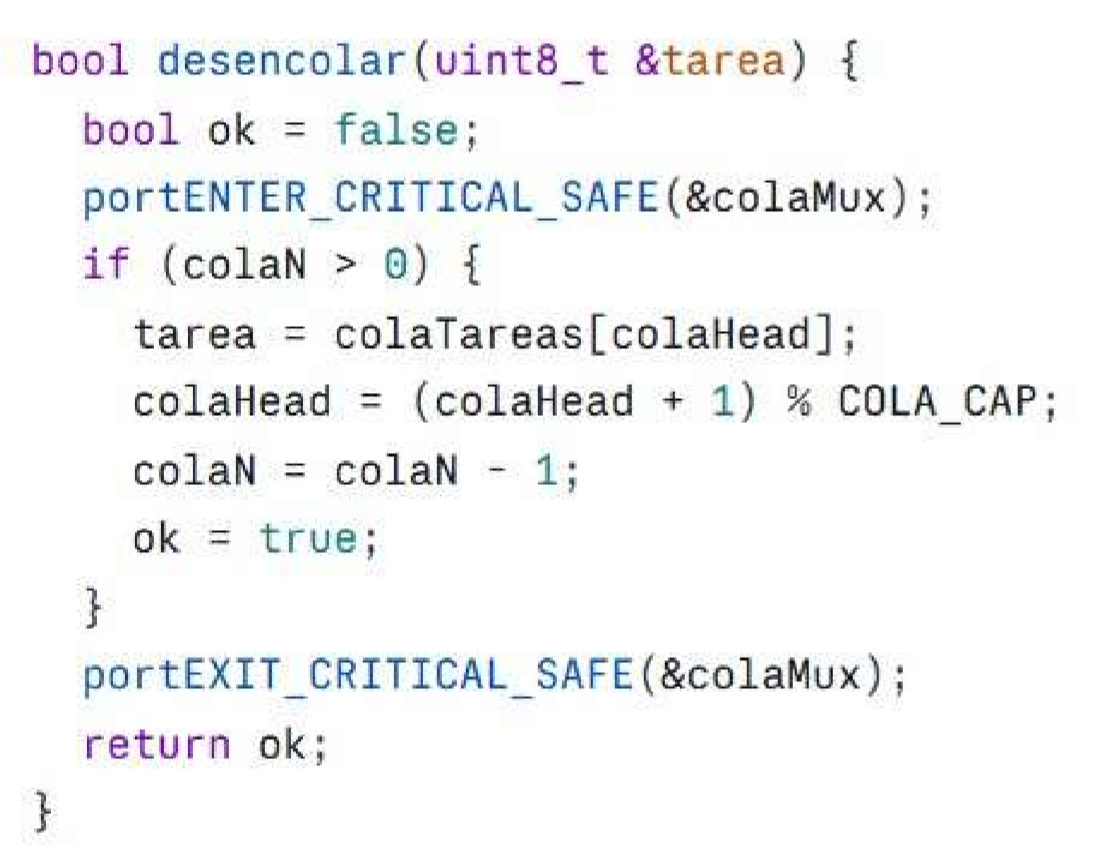 bool desencolar(uint8_t &tarea) {
  bool ok = false;
  portENTER_CRITICAL_SAFE(&colaMux);
  if (colaN > 0) {
    tarea = colaTareas[colaHead];
    colaHead = (colaHead + 1) % COLA_CAP;
    colaN = colaN - 1;
    ok = true;
  }
  portEXIT_CRITICAL_SAFE(&colaMux);
  return ok;
}